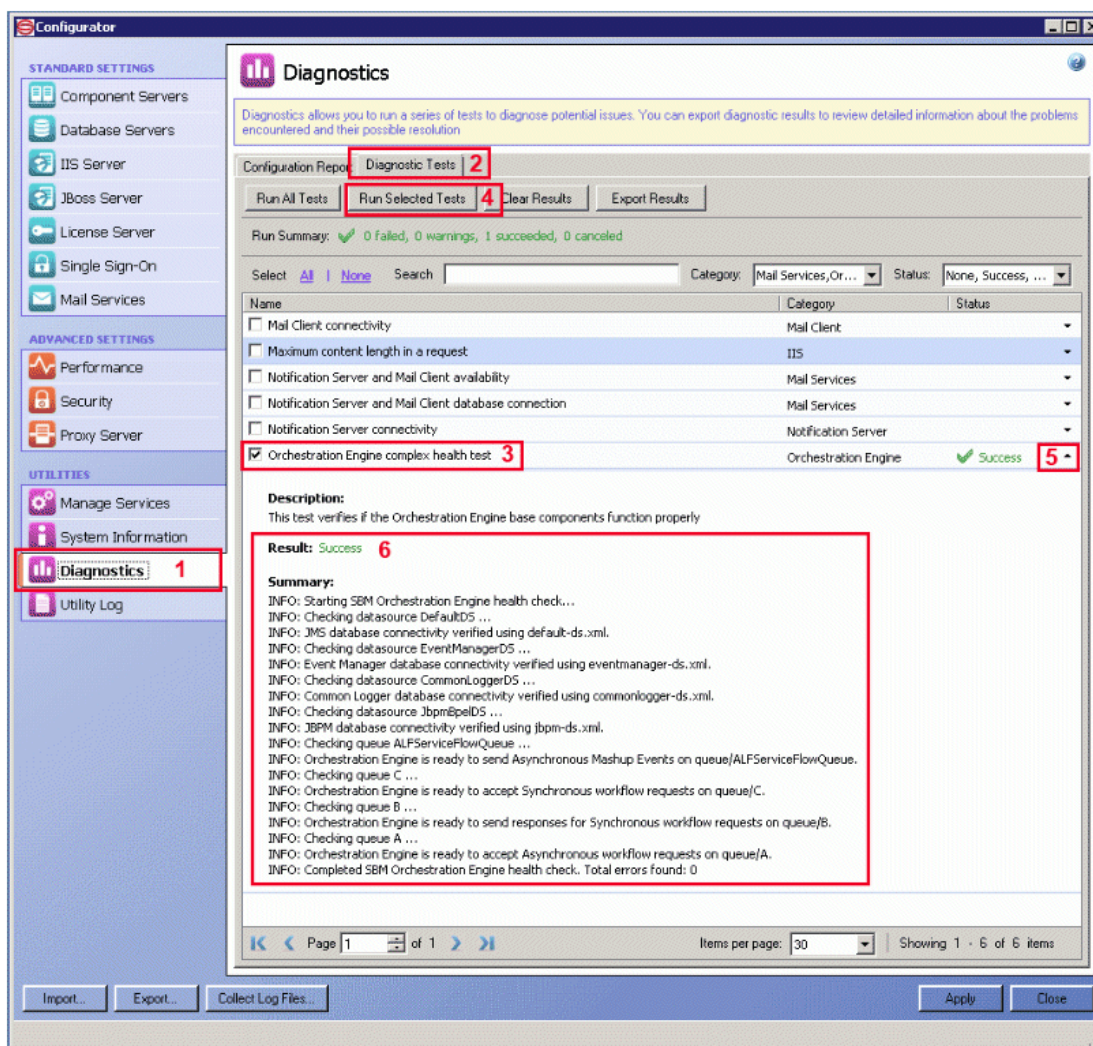 Configurator
STANDARD SETTINGS
Component Servers
Database Servers
IIS Server
JBoss Server
License Server
Single Sign-On
Mail Services
ADVANCED SETTINGS
Performance
Security
Proxy Server
UTILITIES
Manage Services
System Information
Diagnostics 1
Utility Log
Diagnostics
Diagnostics allows you to run a series of tests to diagnose potential issues. You can export diagnostic results to review detailed information about the problems
encountered and their possible resolution
Configuration Report Diagnostic Tests 2
Run All Tests Run Selected Tests 4 Clear Results Export Results
Run Summary: 0 failed, 0 warnings, 1 succeeded, 0 canceled
Select All | None Search Category: Mail Services,Or... Status: None, Success, ...
Name Category Status
Mail Client connectivity Mail Client
Maximum content length in a request IIS
Notification Server and Mail Client availability Mail Services
Notification Server and Mail Client database connection Mail Services
Notification Server connectivity Notification Server
Orchestration Engine complex health test 3 Orchestration Engine Success 5
Description:
This test verifies if the Orchestration Engine base components function properly
Result: Success 6
Summary:
INFO: Starting SBM Orchestration Engine health check...
INFO: Checking datasource DefaultDS ...
INFO: JMS database connectivity verified using default-ds.xml.
INFO: Checking datasource EventManagerDS ...
INFO: Event Manager database connectivity verified using eventmanager-ds.xml.
INFO: Checking datasource CommonLoggerDS ...
INFO: Common Logger database connectivity verified using commonlogger-ds.xml.
INFO: Checking datasource JbpmBpelDS ...
INFO: JBPM database connectivity verified using jbpm-ds.xml.
INFO: Checking queue ALFServiceFlowQueue ...
INFO: Orchestration Engine is ready to send Asynchronous Mashup Events on queue/ALFServiceFlowQueue.
INFO: Checking queue C ...
INFO: Orchestration Engine is ready to accept Synchronous workflow requests on queue/C.
INFO: Checking queue B ...
INFO: Orchestration Engine is ready to send responses for Synchronous workflow requests on queue/B.
INFO: Checking queue A ...
INFO: Orchestration Engine is ready to accept Asynchronous workflow requests on queue/A.
INFO: Completed SBM Orchestration Engine health check. Total errors found: 0
Page 1 of 1 Items per page: 30 Showing 1 - 6 of 6 items
Import... Export... Collect Log Files... Apply Close